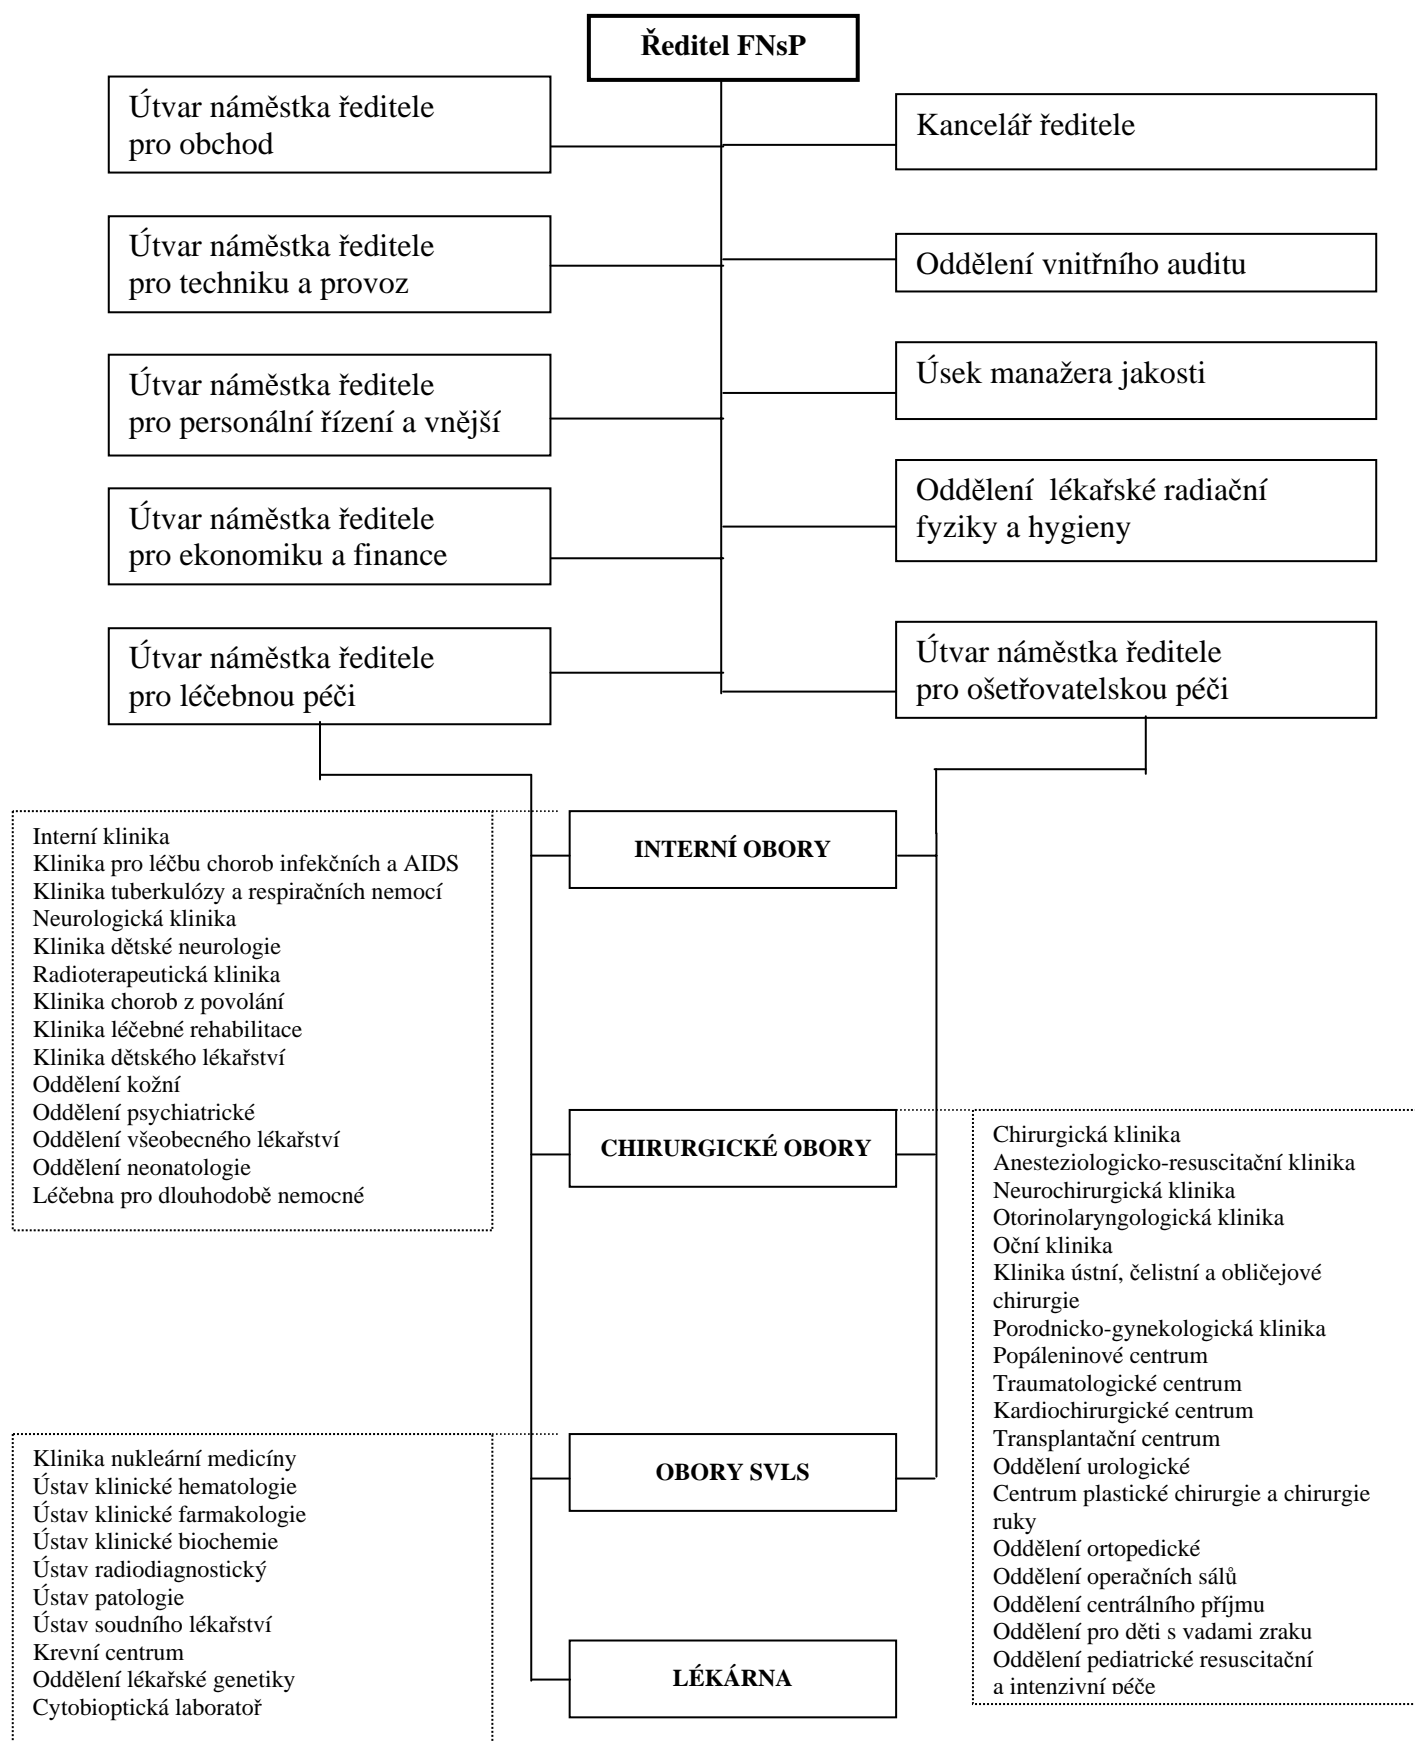 Ředitel FNsP
Útvar náměstka ředitele
pro obchod
Kancelář ředitele
Útvar náměstka ředitele
pro techniku a provoz
Oddělení vnitřního auditu
Útvar náměstka ředitele
pro personální řízení a vnější
Úsek manažera jakosti
Útvar náměstka ředitele
pro ekonomiku a finance
Oddělení lékařské radiační
fyziky a hygieny
Útvar náměstka ředitele
pro léčebnou péči
Útvar náměstka ředitele
pro ošetřovatelskou péči
INTERNÍ OBORY
Interní klinika
Klinika pro léčbu chorob infekčních a AIDS
Klinika tuberkulózy a respiračních nemocí
Neurologická klinika
Klinika dětské neurologie
Radioterapeutická klinika
Klinika chorob z povolání
Klinika léčebné rehabilitace
Klinika dětského lékařství
Oddělení kožní
Oddělení psychiatrické
Oddělení všeobecného lékařství
Oddělení neonatologie
Léčebna pro dlouhodobě nemocné
CHIRURGICKÉ OBORY
Chirurgická klinika
Anesteziologicko-resuscitační klinika
Neurochirurgická klinika
Otorinolaryngologická klinika
Oční klinika
Klinika ústní, čelistní a obličejové
chirurgie
Porodnicko-gynekologická klinika
Popáleninové centrum
Traumatologické centrum
Kardiochirurgické centrum
Transplantační centrum
Oddělení urologické
Centrum plastické chirurgie a chirurgie
ruky
Oddělení ortopedické
Oddělení operačních sálů
Oddělení centrálního příjmu
Oddělení pro děti s vadami zraku
Oddělení pediatrické resuscitační
a intenzivní péče
OBORY SVLS
Klinika nukleární medicíny
Ústav klinické hematologie
Ústav klinické farmakologie
Ústav klinické biochemie
Ústav radiodiagnostický
Ústav patologie
Ústav soudního lékařství
Krevní centrum
Oddělení lékařské genetiky
Cytobioptická laboratoř
LÉKÁRNA